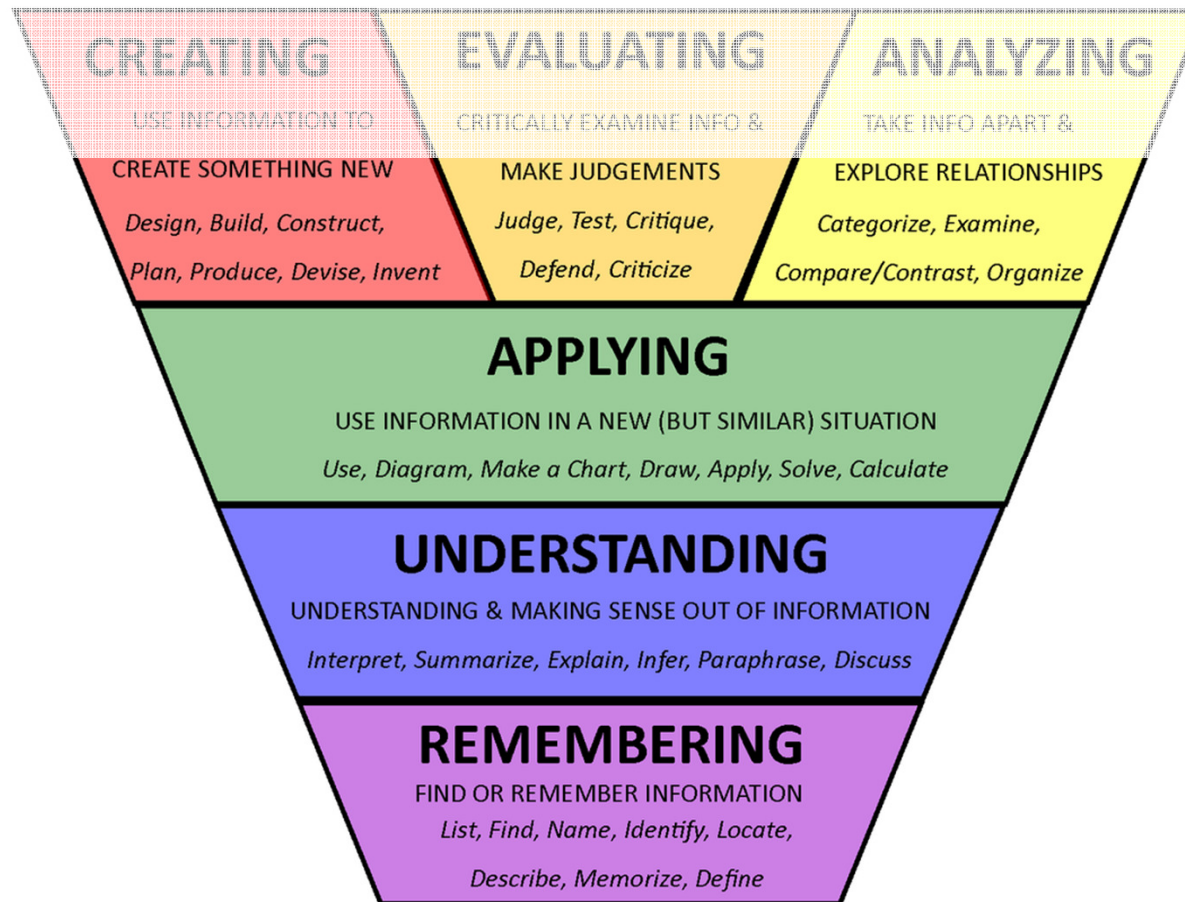 CREATING
USE INFORMATION TO
CREATE SOMETHING NEW
Design, Build, Construct,
Plan, Produce, Devise, Invent
EVALUATING
CRITICALLY EXAMINE INFO &
MAKE JUDGEMENTS
Judge, Test, Critique,
Defend, Criticize
ANALYZING
TAKE INFO APART &
EXPLORE RELATIONSHIPS
Categorize, Examine,
Compare/Contrast, Organize
APPLYING
USE INFORMATION IN A NEW (BUT SIMILAR) SITUATION
Use, Diagram, Make a Chart, Draw, Apply, Solve, Calculate
UNDERSTANDING
UNDERSTANDING & MAKING SENSE OUT OF INFORMATION
Interpret, Summarize, Explain, Infer, Paraphrase, Discuss
REMEMBERING
FIND OR REMEMBER INFORMATION
List, Find, Name, Identify, Locate,
Describe, Memorize, Define